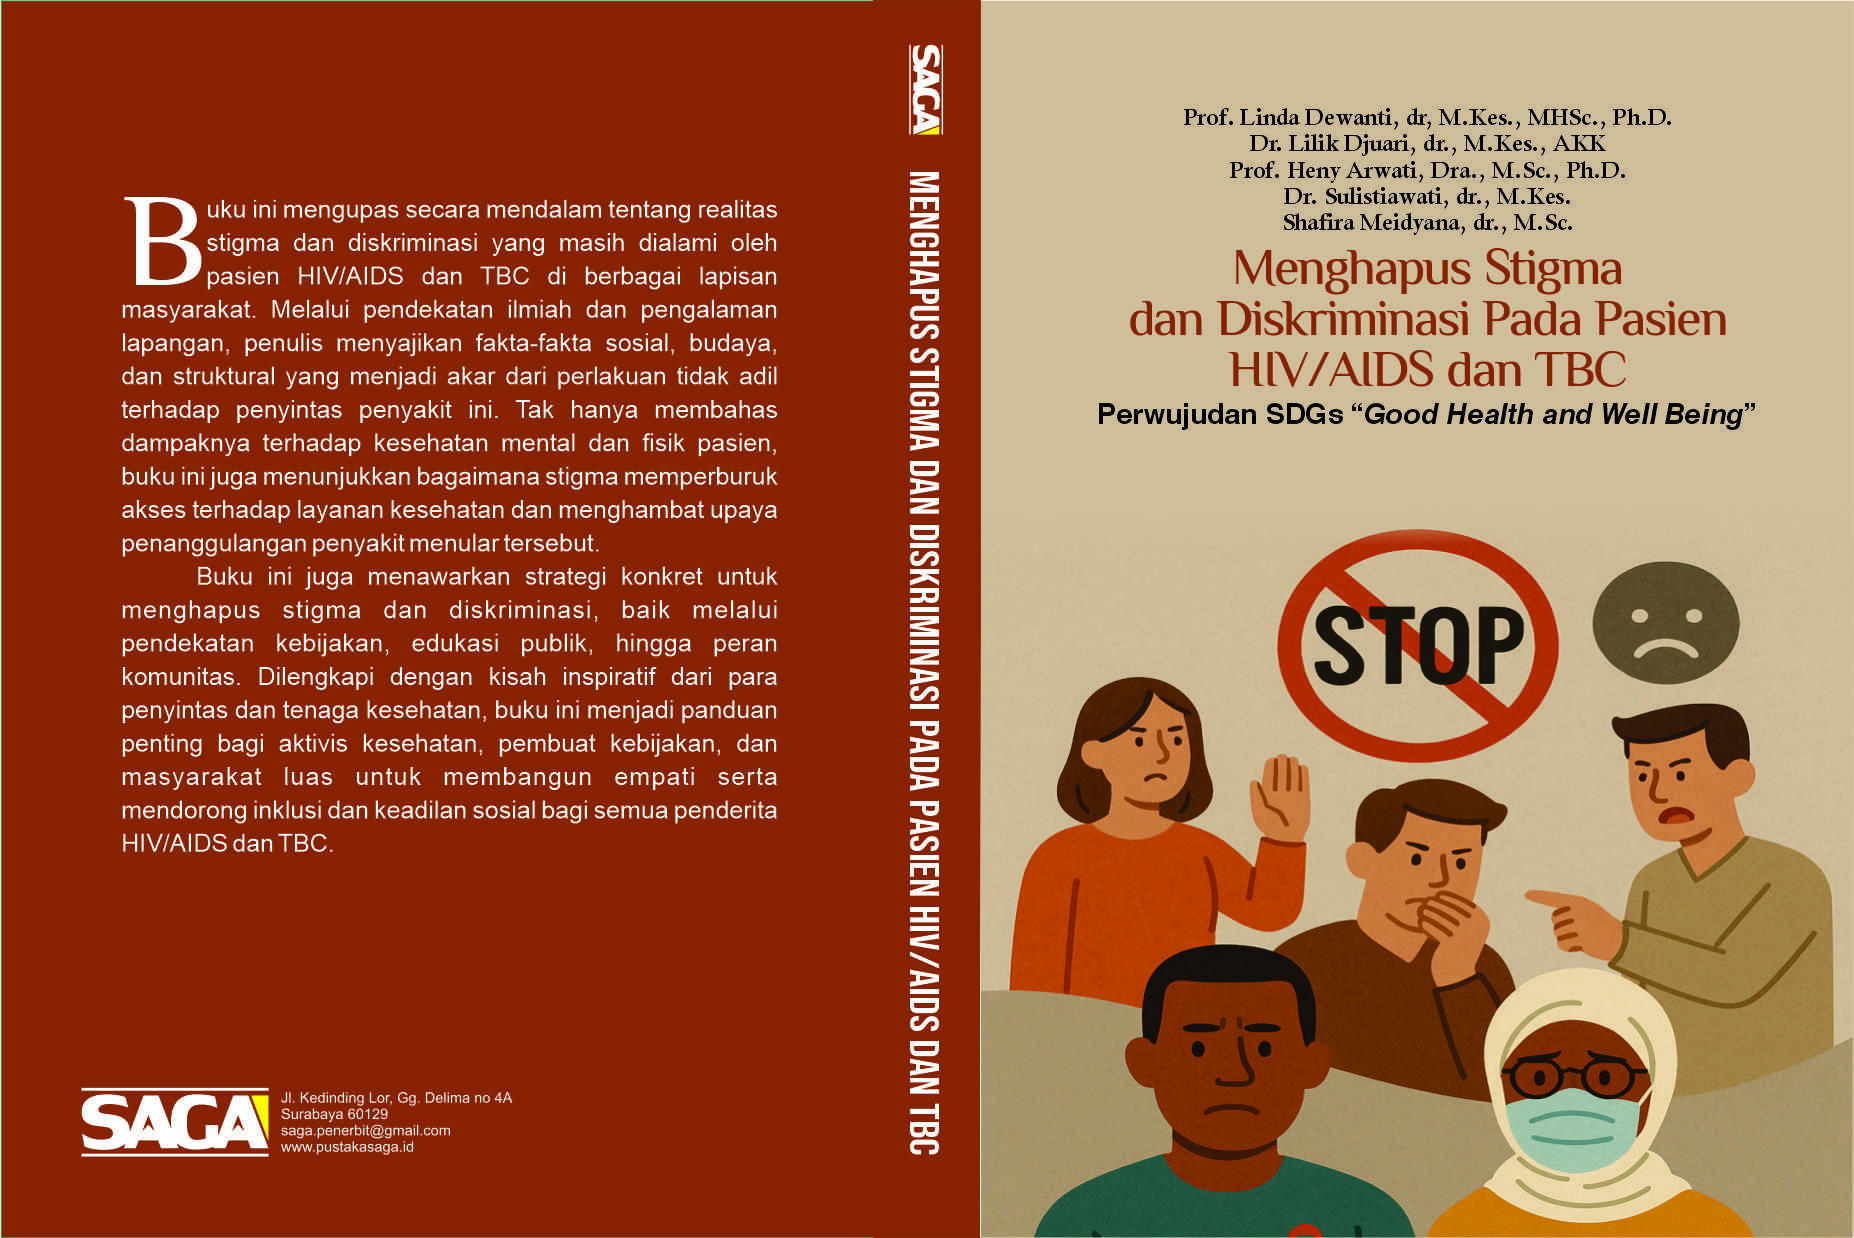 Buku ini mengupas secara mendalam tentang realitas
stigma dan diskriminasi yang masih dialami oleh
pasien HIV/AIDS dan TBC di berbagai lapisan
masyarakat. Melalui pendekatan ilmiah dan pengalaman
lapangan, penulis menyajikan fakta-fakta sosial, budaya,
dan struktural yang menjadi akar dari perlakuan tidak adil
terhadap penyintas penyakit ini. Tak hanya membahas
dampaknya terhadap kesehatan mental dan fisik pasien,
buku ini juga menunjukkan bagaimana stigma memperburuk
akses terhadap layanan kesehatan dan menghambat upaya
penanggulangan penyakit menular tersebut.
Buku ini juga menawarkan strategi konkret untuk
menghapus stigma dan diskriminasi, baik melalui
pendekatan kebijakan, edukasi publik, hingga peran
komunitas. Dilengkapi dengan kisah inspiratif dari para
penyintas dan tenaga kesehatan, buku ini menjadi panduan
penting bagi aktivis kesehatan, pembuat kebijakan, dan
masyarakat luas untuk membangun empati serta
mendorong inklusi dan keadilan sosial bagi semua penderita
HIV/AIDS dan TBC.
SAGA
Jl. Kedinding Lor, Gg. Delima no 4A
Surabaya 60129
saga.penerbit@gmail.com
www.pustakasaga.id
SAGA
MENGHAPUS STIGMA DAN DISKRIMINASI PADA PASIEN HIV/AIDS DAN TBC
Prof. Linda Dewanti, dr, M.Kes., MHSc., Ph.D.
Dr. Lilik Djuari, dr., M.Kes., AKK
Prof. Heny Arwati, Dra., M.Sc., Ph.D.
Dr. Sulistiawati, dr., M.Kes.
Shafira Meidyana, dr., M.Sc.
Menghapus Stigma
dan Diskriminasi Pada Pasien
HIV/AIDS dan TBC
Perwujudan SDGs “Good Health and Well Being”
STOP